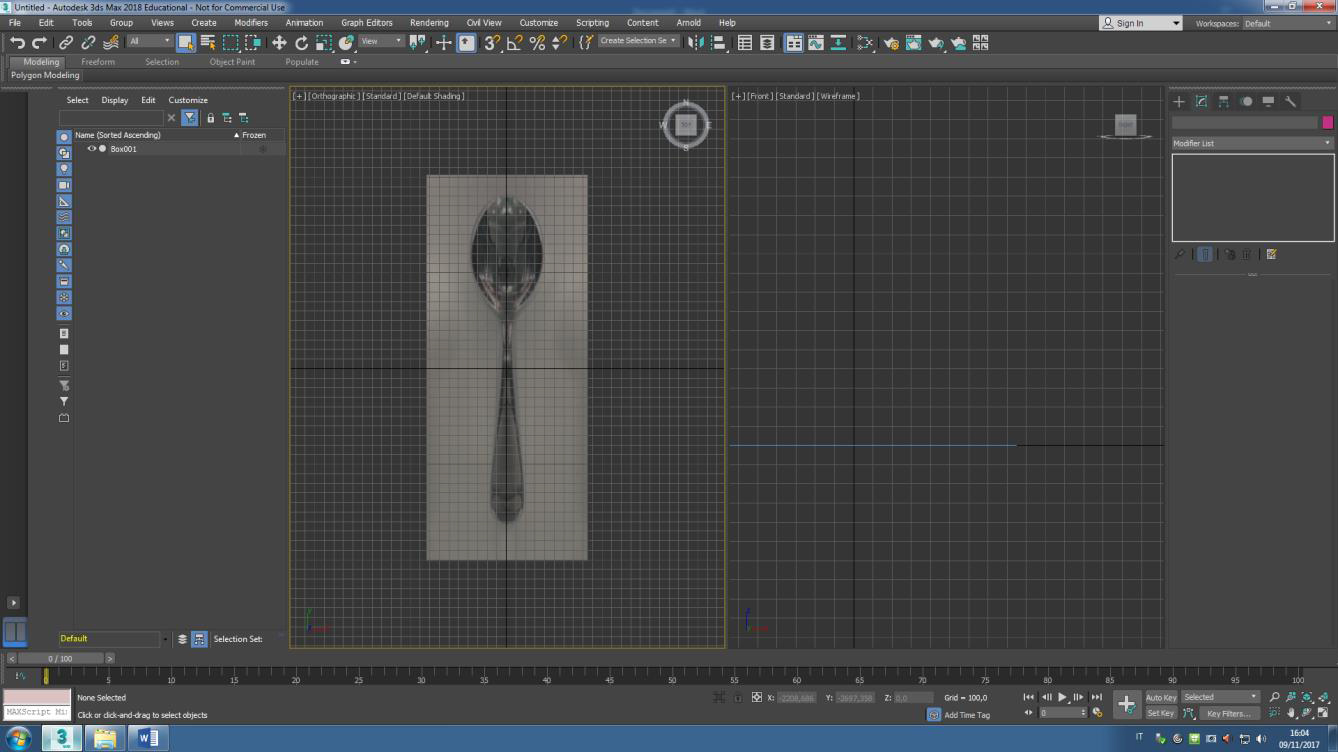 Untitled - Autodesk 3ds Max 2018 Educational - Not for Commercial Use
File Edit Tools Group Views Create Modifiers Animation Graph Editors Rendering Civil View Customize Scripting Content Arnold Help
Sign In Workspaces: Default
All View 3 Create Selection Se
Modeling Freeform Selection Object Paint Populate
Polygon Modeling
Select Display Edit Customize
Name (Sorted Ascending) Frozen
Box001
[+] [Orthographic] [Standard] [Default Shading]
N
W TOP E
S
[+] [Front] [Standard] [Wireframe]
FRONT
Modifier List
Default Selection Set:
0 / 100
0 5 10 15 20 25 30 35 40 45 50 55 60 65 70 75 80 85 90 95 100
None Selected X: -2208,686 Y: -3697,358 Z: 0,0 Grid = 100,0 Auto Key Selected
MAXScript Mi Click or click-and-drag to select objects Add Time Tag 0 Set Key Key Filters...
IT 16:04
09/11/2017